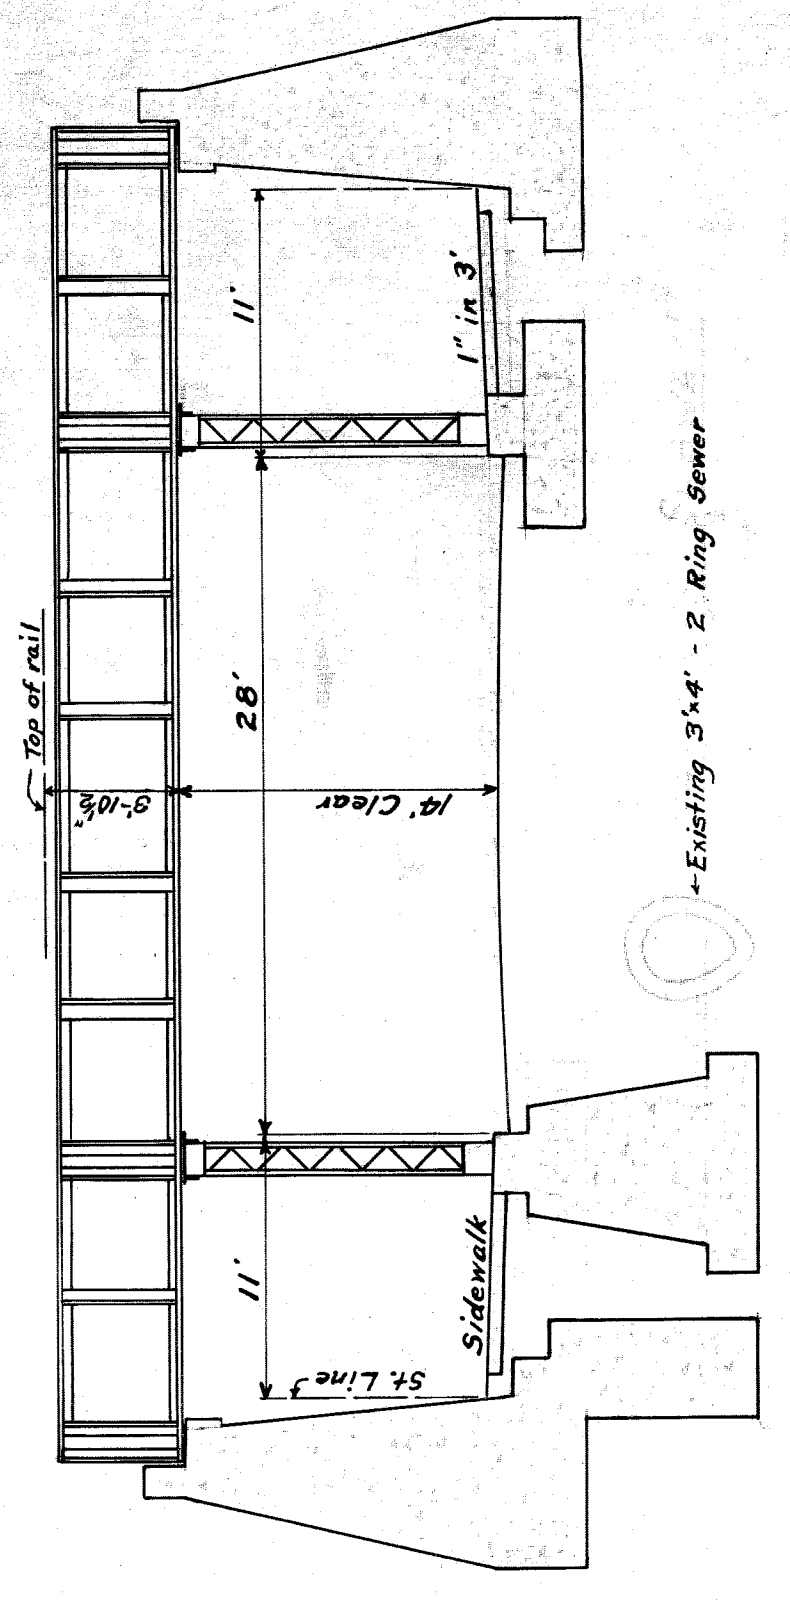 Top of rail
3'-10½"
14' Clear
11'
28'
11'
1" in 3'
Sidewalk
St. Line
←Existing 3'x4' - 2 Ring Sewer